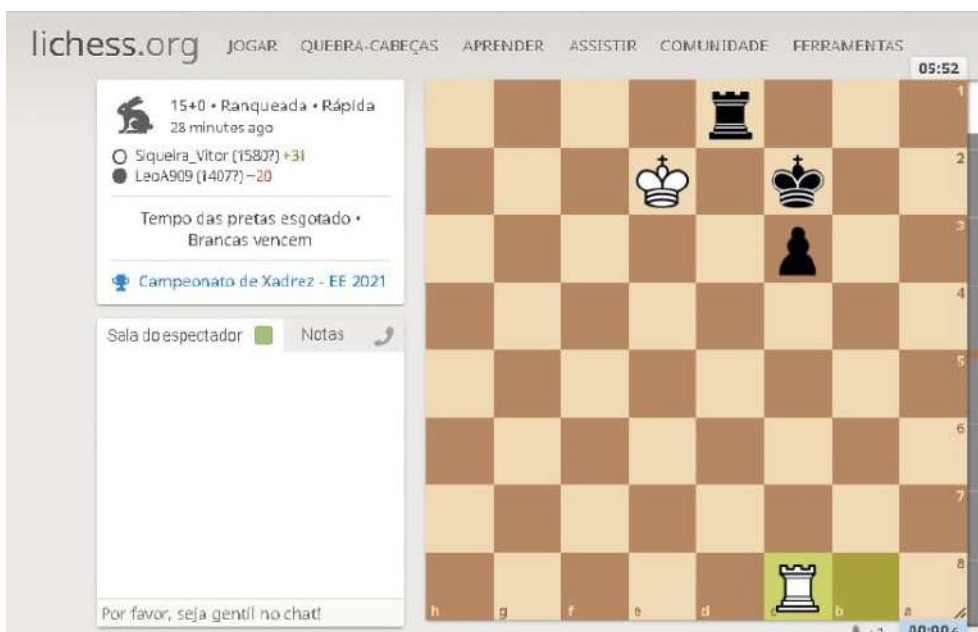 lichess.org JOGAR QUEBRA-CABEÇAS APRENDER ASSISTIR COMUNIDADE FERRAMENTAS
05:52
15+0 • Ranqueada • Rápida
28 minutes ago
Siqueira_Vitor (1580?) +31
LeoA909 (1407?) −20
Tempo das pretas esgotado •
Brancas vencem
Campeonato de Xadrez - EE 2021
Sala do espectador Notas
1
2
3
4
5
6
7
8
h g f e d c b a
Por favor, seja gentil no chat!